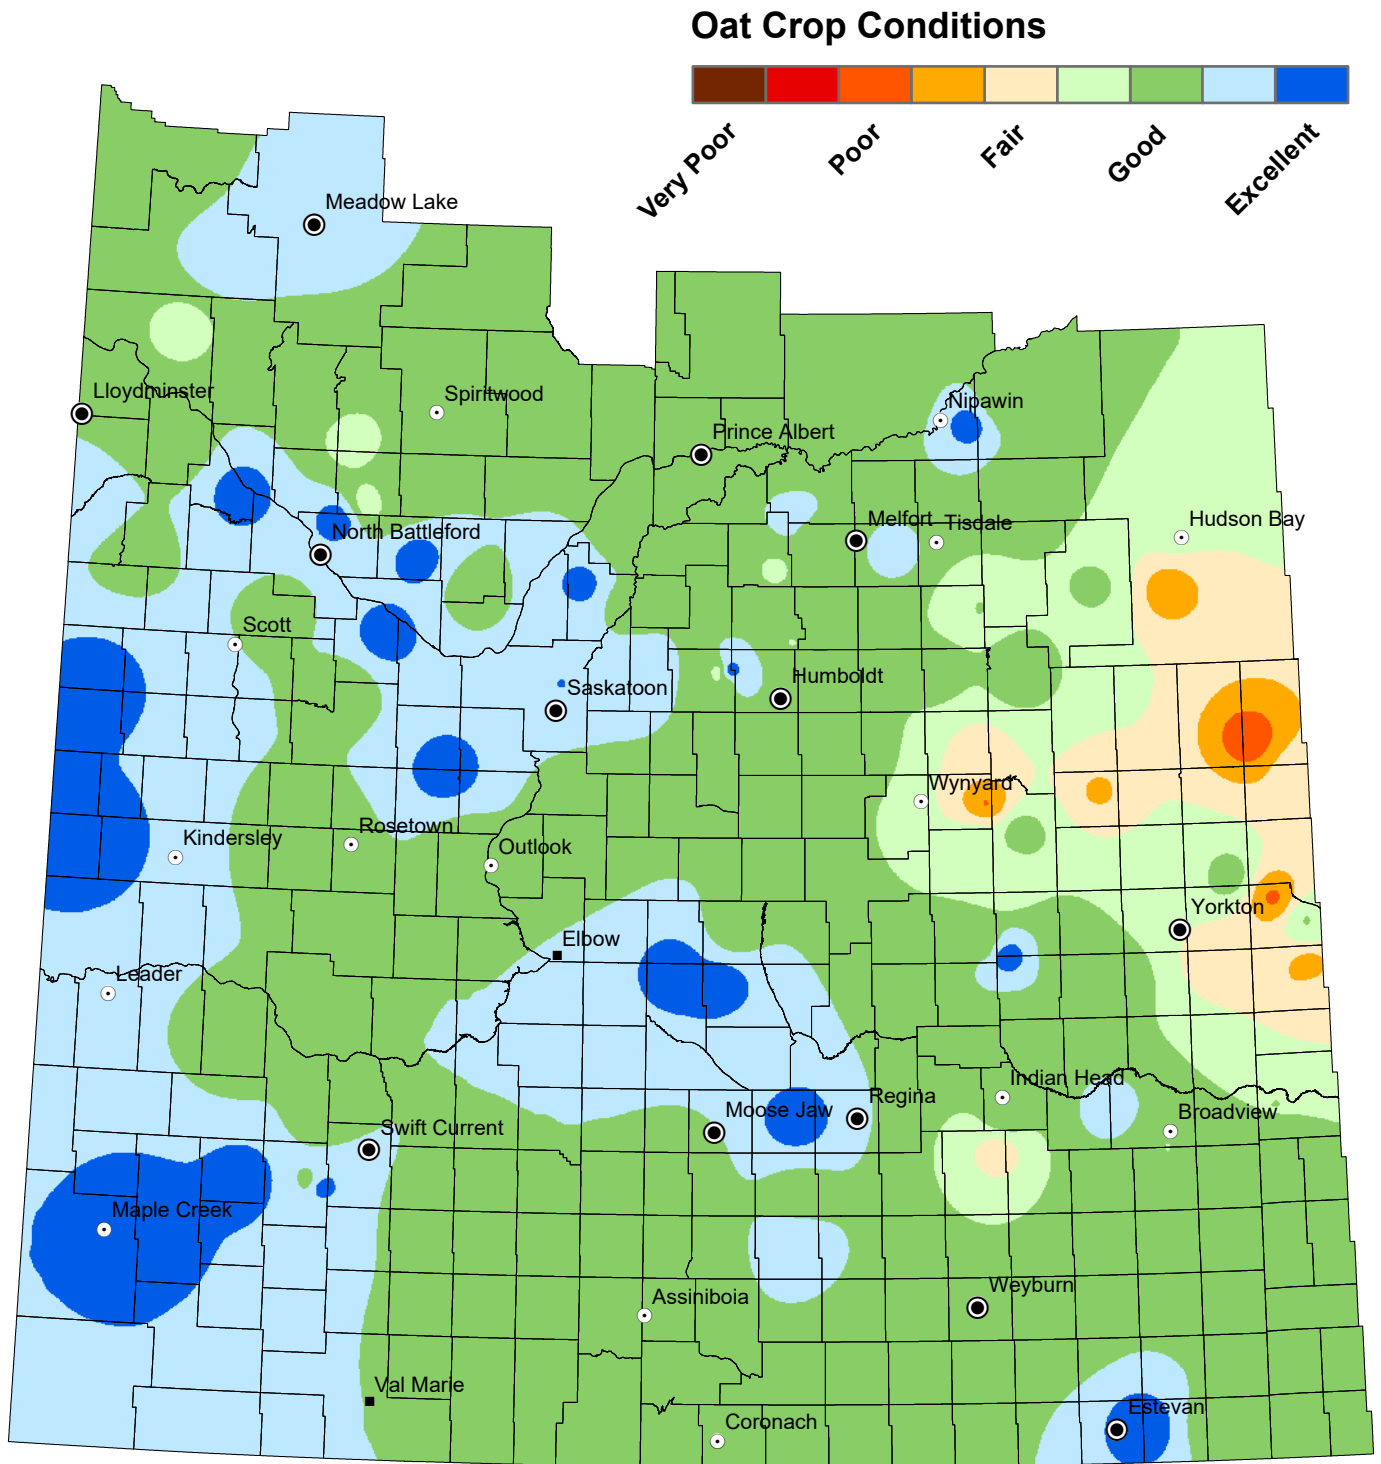 Oat Crop Conditions
Very Poor
Poor
Fair
Good
Excellent
Meadow Lake
Lloydminster
Spiritwood
Nipawin
Prince Albert
North Battleford
Melfort
Tisdale
Hudson Bay
Scott
Saskatoon
Humboldt
Wynyard
Kindersley
Rosetown
Outlook
Yorkton
Elbow
Leader
Indian Head
Regina
Moose Jaw
Broadview
Swift Current
Maple Creek
Weyburn
Assiniboia
Val Marie
Estevan
Coronach